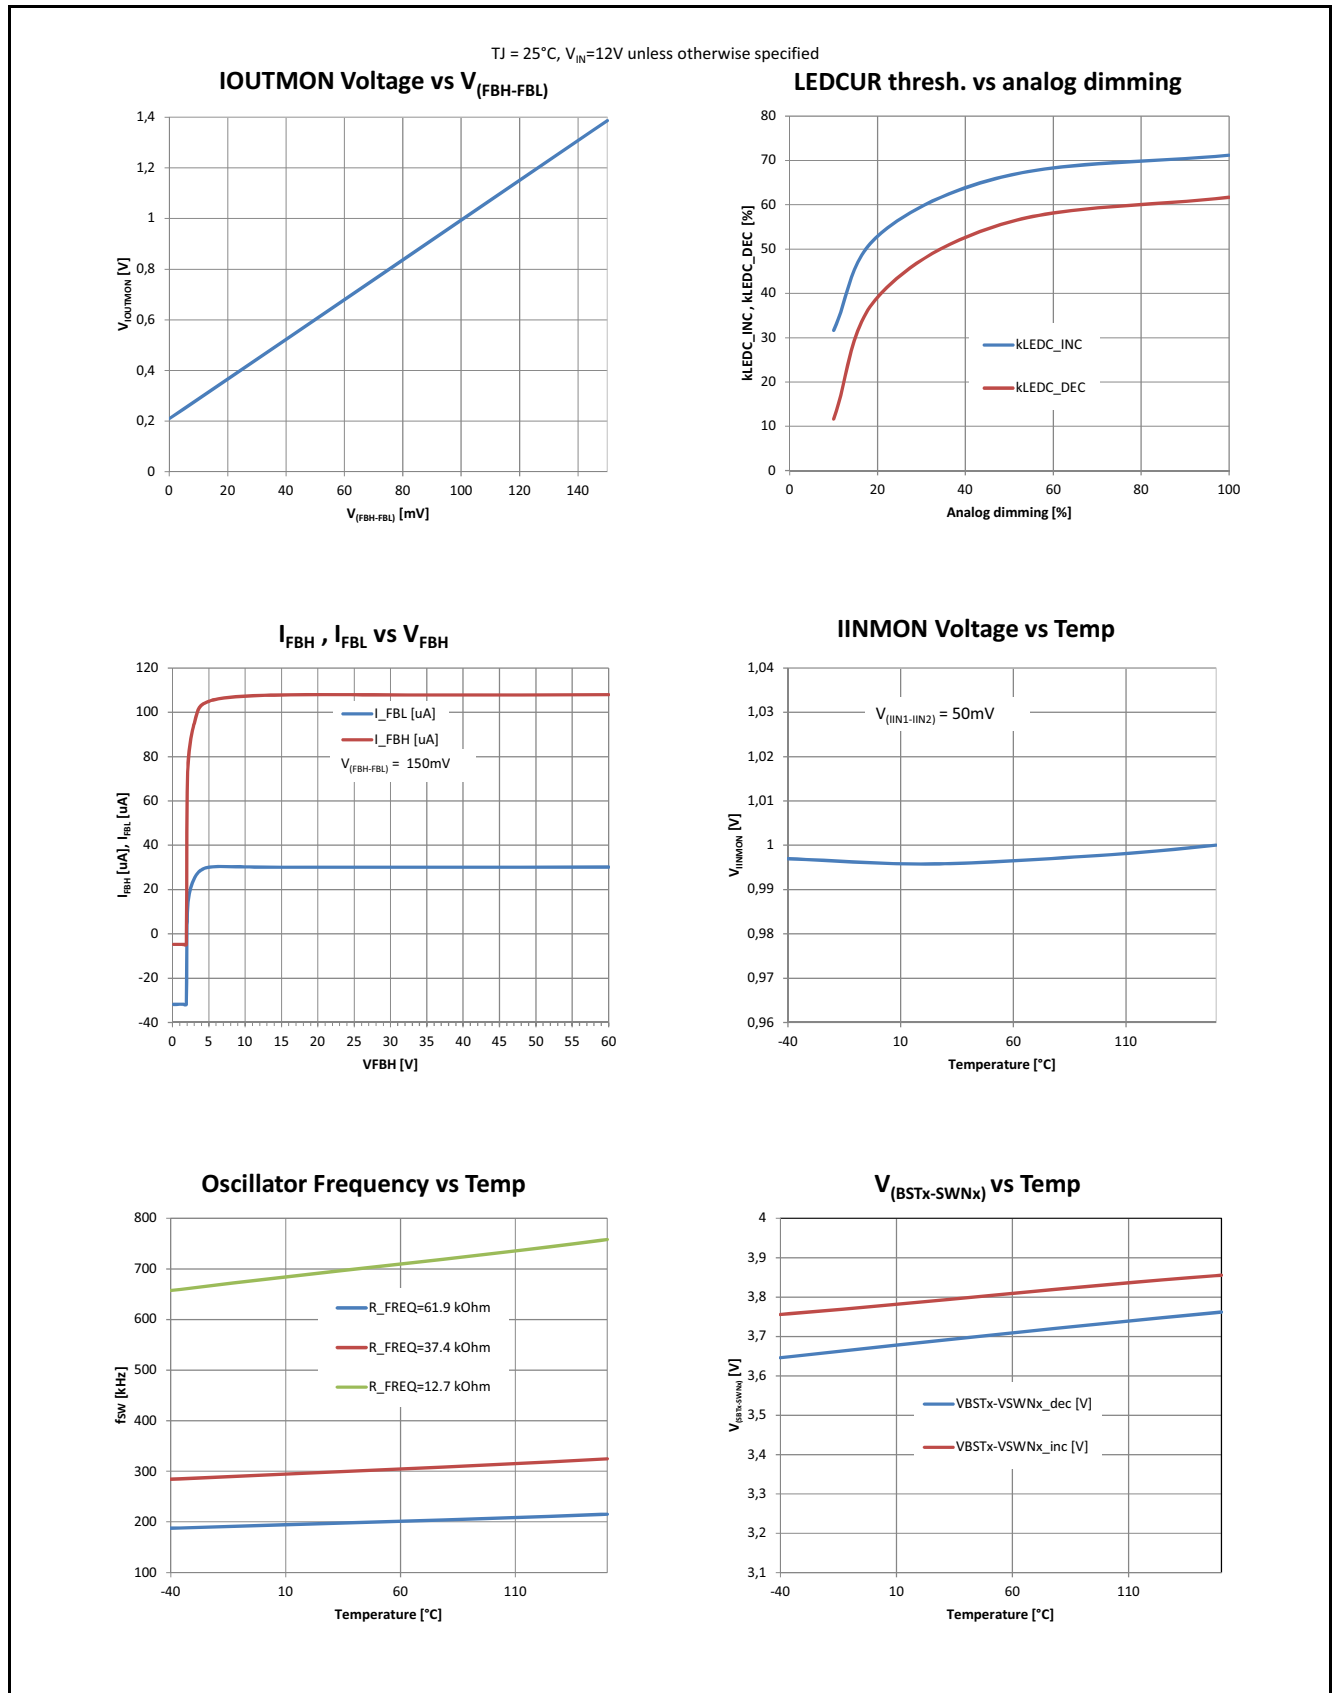 TJ = 25°C, VIN=12V unless otherwise specified
IOUTMON Voltage vs V(FBH-FBL)
1,4
1,2
1
0,8
0,6
0,4
0,2
0
VIOUTMON [V]
0 20 40 60 80 100 120 140
V(FBH-FBL) [mV]
LEDCUR thresh. vs analog dimming
80
70
60
50
40
30
20
10
0
kLEDC_INC , kLEDC_DEC [%]
kLEDC_INC
kLEDC_DEC
0 20 40 60 80 100
Analog dimming [%]
IFBH , IFBL vs VFBH
120
100
80
60
40
20
0
-20
-40
IFBH [uA], IFBL [uA]
I_FBL [uA]
I_FBH [uA]
V(FBH-FBL) = 150mV
0 5 10 15 20 25 30 35 40 45 50 55 60
VFBH [V]
IINMON Voltage vs Temp
1,04
1,03
1,02
1,01
1
0,99
0,98
0,97
0,96
VIINMON [V]
V(IIN1-IIN2) = 50mV
-40 10 60 110
Temperature [°C]
Oscillator Frequency vs Temp
800
700
600
500
400
300
200
100
fSW [kHz]
R_FREQ=61.9 kOhm
R_FREQ=37.4 kOhm
R_FREQ=12.7 kOhm
-40 10 60 110
Temperature [°C]
V(BSTx-SWNx) vs Temp
4
3,9
3,8
3,7
3,6
3,5
3,4
3,3
3,2
3,1
V(SBTx-SWNx) [V]
VBSTx-VSWNx_dec [V]
VBSTx-VSWNx_inc [V]
-40 10 60 110
Temperature [°C]